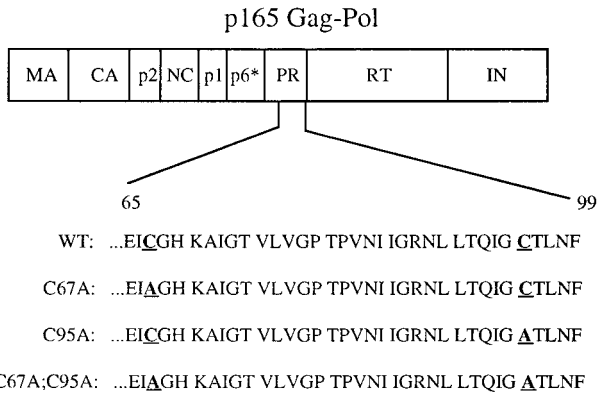 p165 Gag-Pol
MA CA p2 NC p1 p6* PR RT IN
65 99
WT: ...EICGH KAIGT VLVGP TPVNI IGRNL LTQIG CTLNF
C67A: ...EIAGH KAIGT VLVGP TPVNI IGRNL LTQIG CTLNF
C95A: ...EICGH KAIGT VLVGP TPVNI IGRNL LTQIG ATLNF
C67A;C95A: ...EIAGH KAIGT VLVGP TPVNI IGRNL LTQIG ATLNF